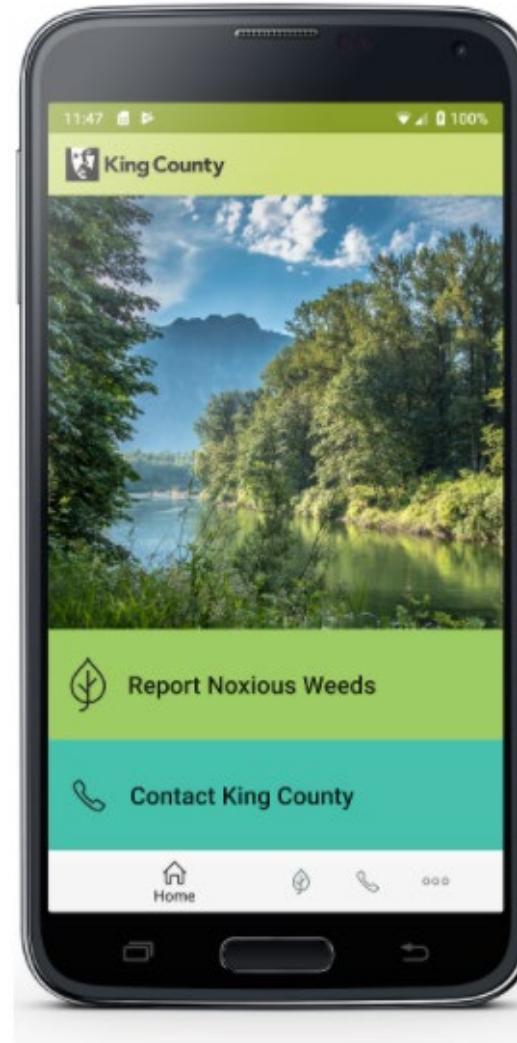 11:47 100%
King County
Report Noxious Weeds
Contact King County
Home